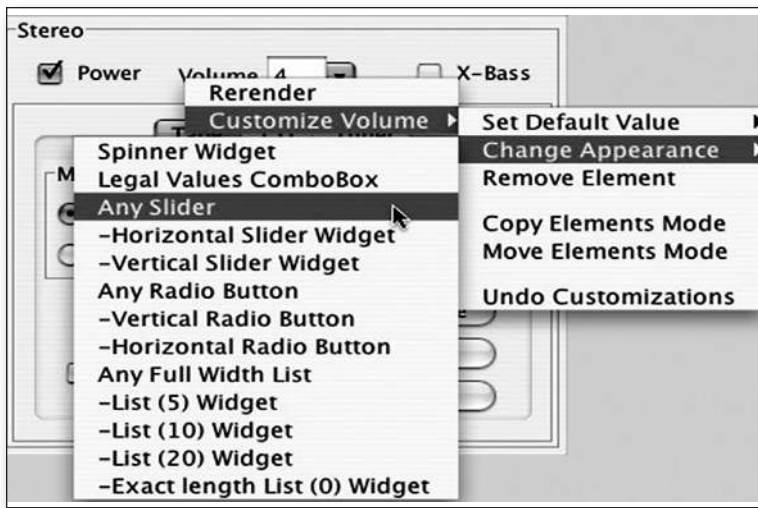 Stereo
Power Volume 4 X-Bass
Rerender
Customize Volume
Set Default Value
Change Appearance
Remove Element
Copy Elements Mode
Move Elements Mode
Undo Customizations
Spinner Widget
Legal Values ComboBox
Any Slider
-Horizontal Slider Widget
-Vertical Slider Widget
Any Radio Button
-Vertical Radio Button
-Horizontal Radio Button
Any Full Width List
-List (5) Widget
-List (10) Widget
-List (20) Widget
-Exact length List (0) Widget